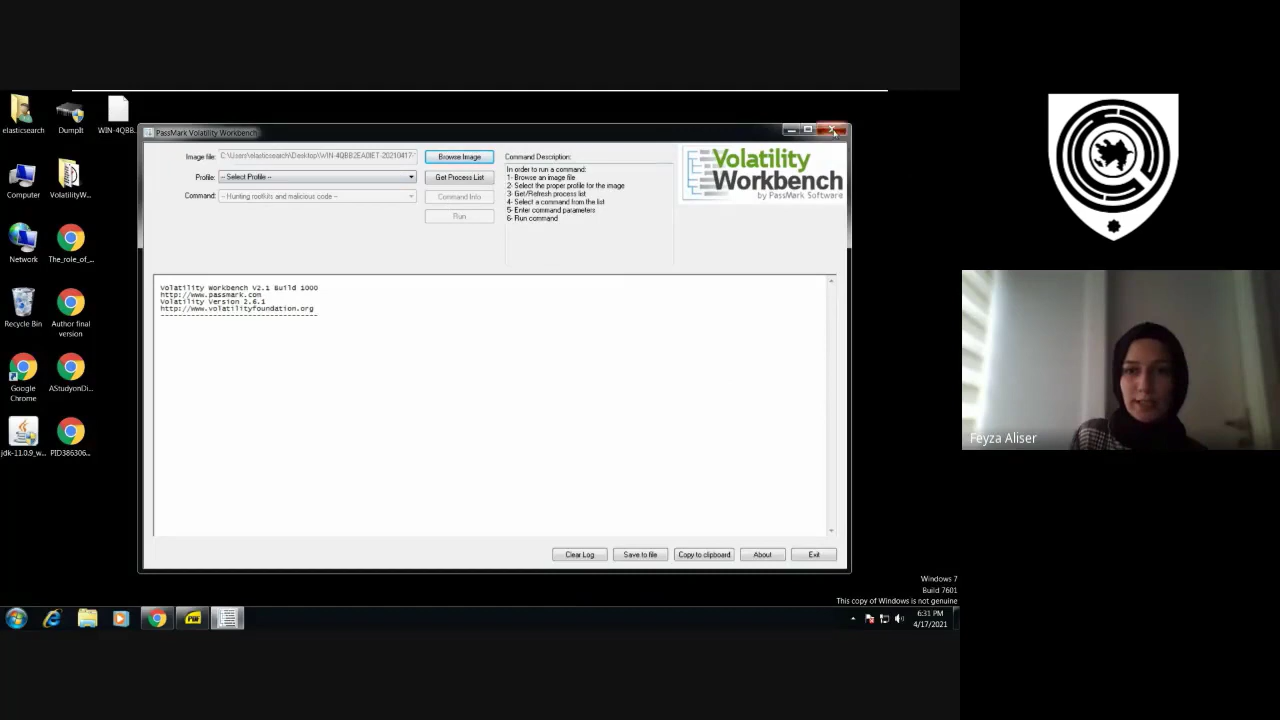 elasticsearch
DumpIt
WIN-4QBB...
Computer
VolatilityW...
Network
The_role_of_...
Recycle Bin
Author final
version
Google
Chrome
AStudyonDi...
jdk-11.0.9_w...
PID386306...
PassMark Volatility Workbench
Image file:
C:\Users\elasticsearch\Desktop\WIN-4QBB2EA0IET-20210417-
Browse Image
Profile:
-- Select Profile --
Get Process List
Command:
-- Hunting rootkits and malicious code --
Command Info
Run
Command Description:
In order to run a command:
1- Browse an image file
2- Select the proper profile for the image
3- Get/Refresh process list
4- Select a command from the list
5- Enter command parameters
6- Run command
Volatility
Workbench
by PassMark Software
Volatility Workbench V2.1 Build 1000
http://www.passmark.com
Volatility Version 2.6.1
http://www.volatilityfoundation.org
-----------------------------------
Clear Log
Save to file
Copy to clipboard
About
Exit
Windows 7
Build 7601
This copy of Windows is not genuine
6:31 PM
4/17/2021
Feyza Aliser